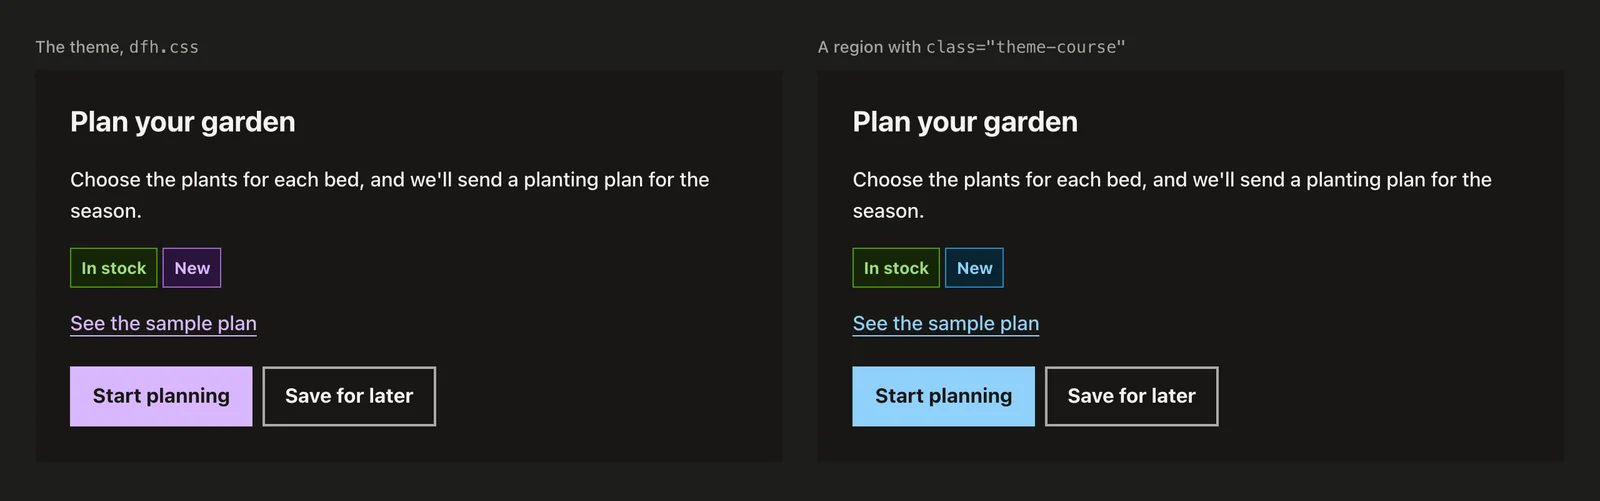 The theme, dfh.css
Plan your garden
Choose the plants for each bed, and we'll send a planting plan for the
season.
In stock New
See the sample plan
Start planning Save for later
A region with class="theme-course"
Plan your garden
Choose the plants for each bed, and we'll send a planting plan for the
season.
In stock New
See the sample plan
Start planning Save for later